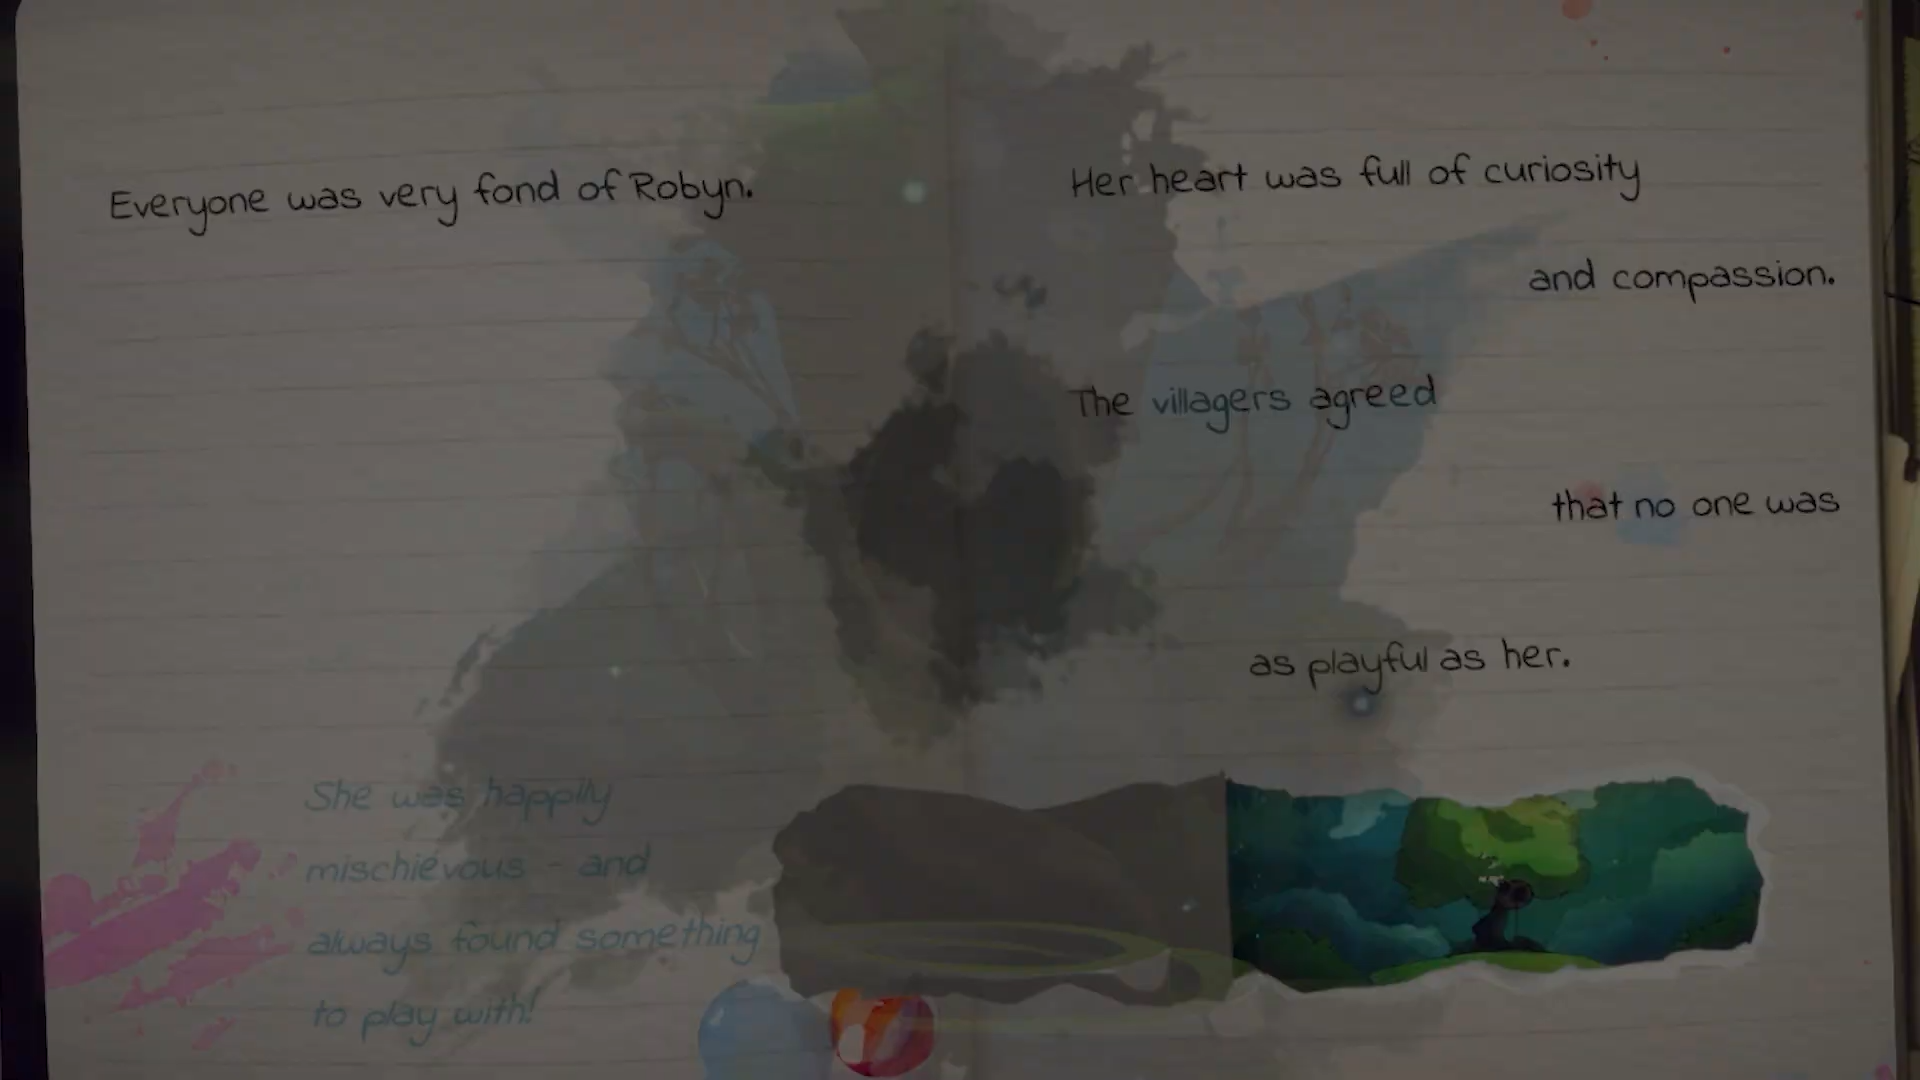 Everyone was very fond of Robyn.
She was happily
mischievous - and
always found something
to play with!
Her heart was full of curiosity
and compassion.
The villagers agreed
that no one was
as playful as her.